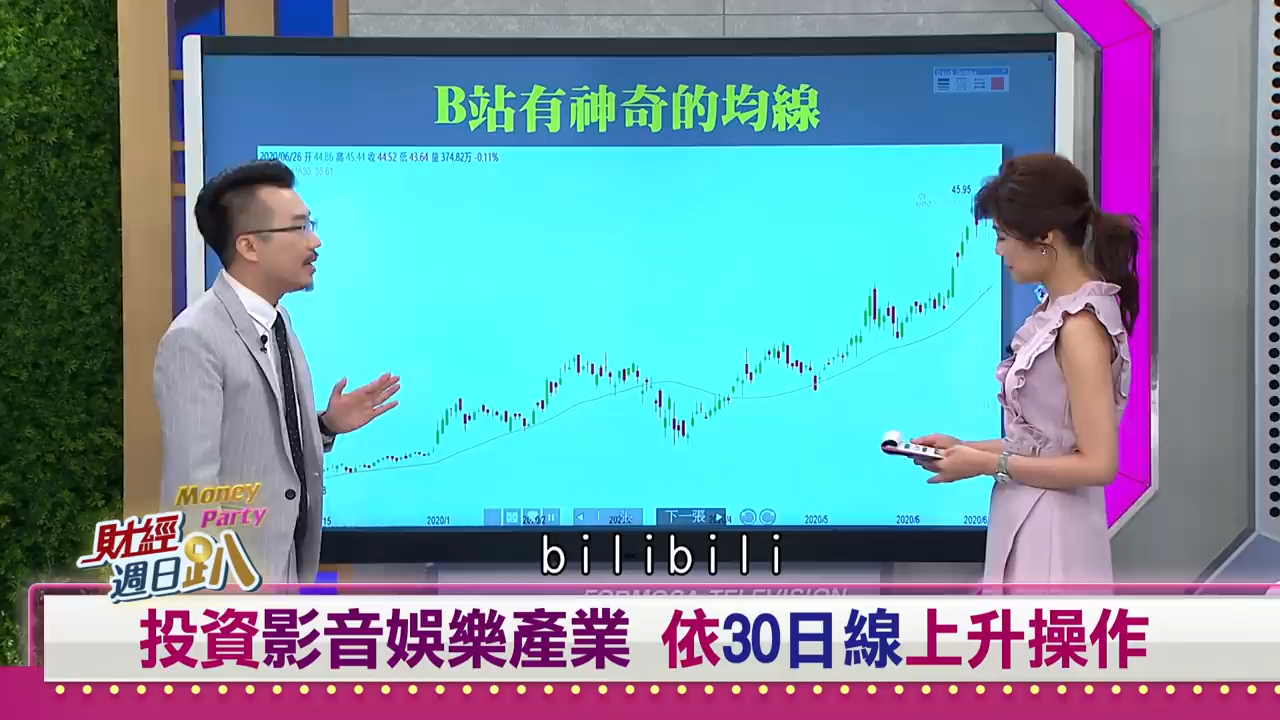 B站有神奇的均線
2020/06/26 开 44.86 高 45.44 收 44.52 低 43.64 量 374.82万 -0.11%
45.95
2020/1
2020/5
2020/6
下一張
Money
Party
財經
週日趴
bilibili
FORMOSA TELEVISION
投資影音娛樂產業 依30日線上升操作